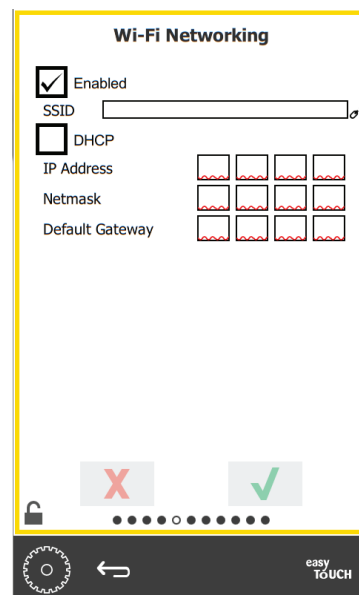 Wi-Fi Networking
Enabled
SSID
DHCP
IP Address
Netmask
Default Gateway
X
easy
ToUCH